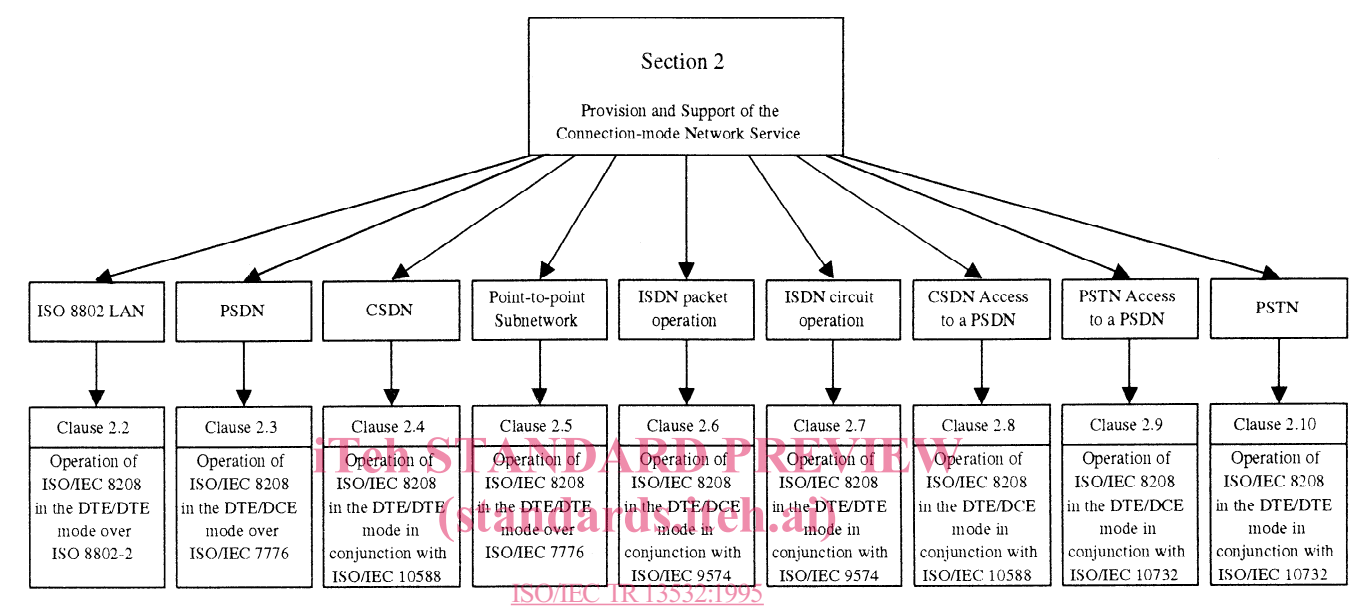 Section 2
Provision and Support of the
Connection-mode Network Service
ISO 8802 LAN
PSDN
CSDN
Point-to-point
Subnetwork
ISDN packet
operation
ISDN circuit
operation
CSDN Access
to a PSDN
PSTN Access
to a PSDN
PSTN
Clause 2.2
Operation of
ISO/IEC 8208
in the DTE/DTE
mode over
ISO 8802-2
Clause 2.3
Operation of
ISO/IEC 8208
in the DTE/DCE
mode over
ISO/IEC 7776
Clause 2.4
Operation of
ISO/IEC 8208
in the DTE/DTE
mode in
conjunction with
ISO/IEC 10588
Clause 2.5
Operation of
ISO/IEC 8208
in the DTE/DTE
mode over
ISO/IEC 7776
Clause 2.6
Operation of
ISO/IEC 8208
in the DTE/DCE
mode in
conjunction with
ISO/IEC 9574
Clause 2.7
Operation of
ISO/IEC 8208
in the DTE/DTE
mode in
conjunction with
ISO/IEC 9574
Clause 2.8
Operation of
ISO/IEC 8208
in the DTE/DCE
mode in
conjunction with
ISO/IEC 10588
Clause 2.9
Operation of
ISO/IEC 8208
in the DTE/DCE
mode in
conjunction with
ISO/IEC 10732
Clause 2.10
Operation of
ISO/IEC 8208
in the DTE/DTE
mode in
conjunction with
ISO/IEC 10732
iTeh STANDARD PREVIEW
(standards.iteh.ai)
ISO/IEC TR 13532:1995